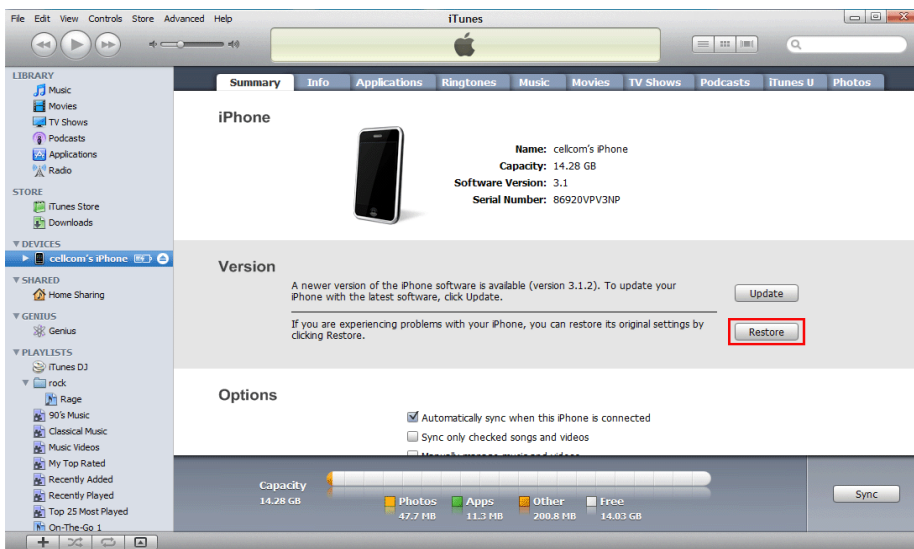 File Edit View Controls Store Advanced Help
iTunes
LIBRARY
Music
Movies
TV Shows
Podcasts
Applications
Radio
STORE
iTunes Store
Downloads
DEVICES
cellcom's iPhone
SHARED
Home Sharing
GENIUS
Genius
PLAYLISTS
iTunes DJ
rock
Rage
90's Music
Classical Music
Music Videos
My Top Rated
Recently Added
Recently Played
Top 25 Most Played
On-The-Go 1
Summary Info Applications Ringtones Music Movies TV Shows Podcasts iTunes U Photos
iPhone
Name: cellcom's iPhone
Capacity: 14.28 GB
Software Version: 3.1
Serial Number: 86920VPV3NP
Version
A newer version of the iPhone software is available (version 3.1.2). To update your
iPhone with the latest software, click Update.
Update
If you are experiencing problems with your iPhone, you can restore its original settings by
clicking Restore.
Restore
Options
Automatically sync when this iPhone is connected
Sync only checked songs and videos
Manually manage music and videos
Capacity
14.28 GB
Photos Apps Other Free
47.7 MB 11.3 MB 200.8 MB 14.03 GB
Sync